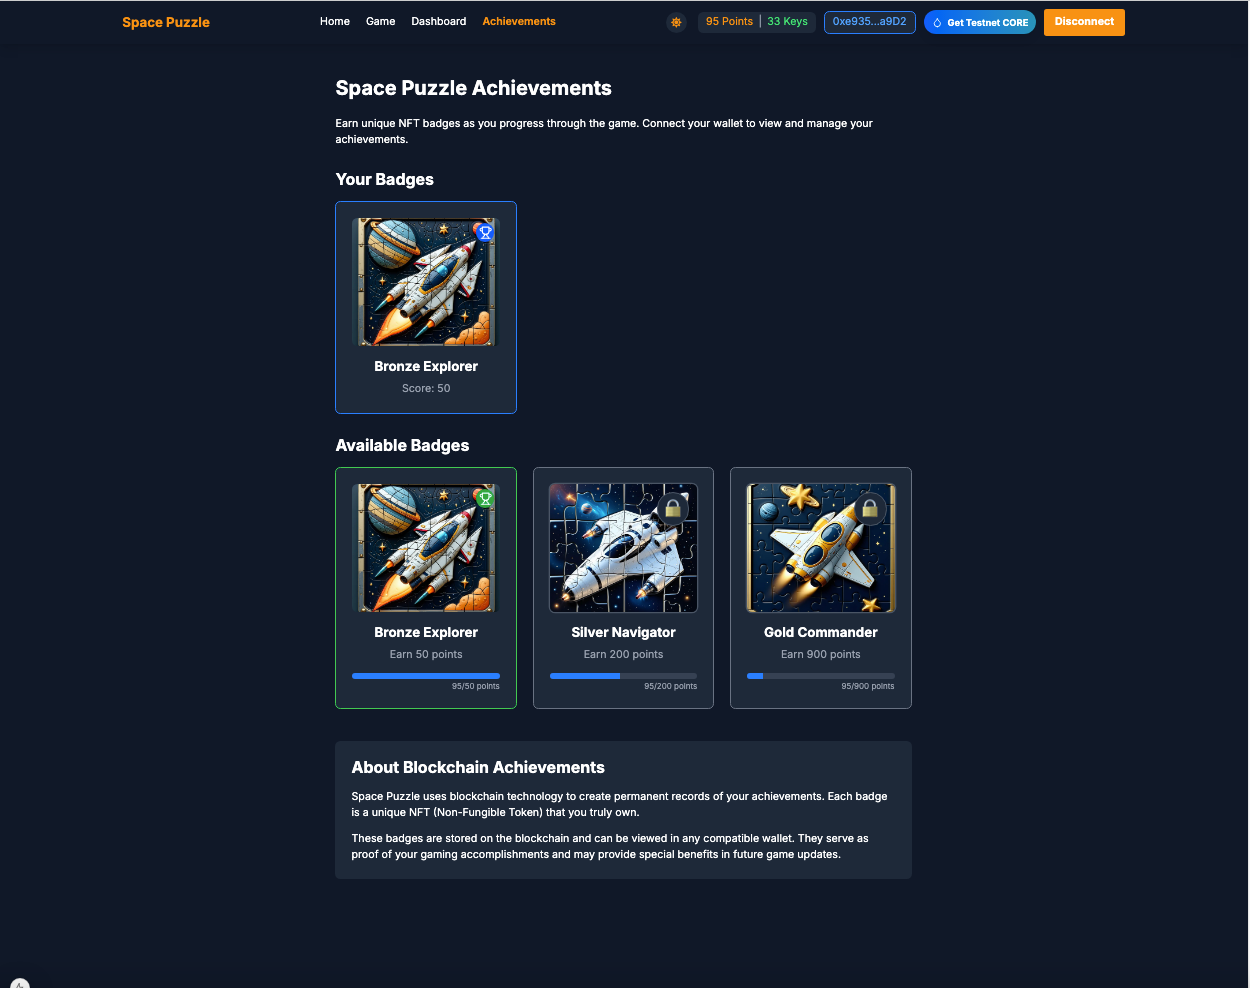 Space Puzzle
Home Game Dashboard Achievements
95 Points | 33 Keys
0xe935...a9D2
Get Testnet CORE
Disconnect
Space Puzzle Achievements
Earn unique NFT badges as you progress through the game. Connect your wallet to view and manage your
achievements.
Your Badges
Bronze Explorer
Score: 50
Available Badges
Bronze Explorer
Earn 50 points
95/50 points
Silver Navigator
Earn 200 points
95/200 points
Gold Commander
Earn 900 points
95/900 points
About Blockchain Achievements
Space Puzzle uses blockchain technology to create permanent records of your achievements. Each badge
is a unique NFT (Non-Fungible Token) that you truly own.
These badges are stored on the blockchain and can be viewed in any compatible wallet. They serve as
proof of your gaming accomplishments and may provide special benefits in future game updates.